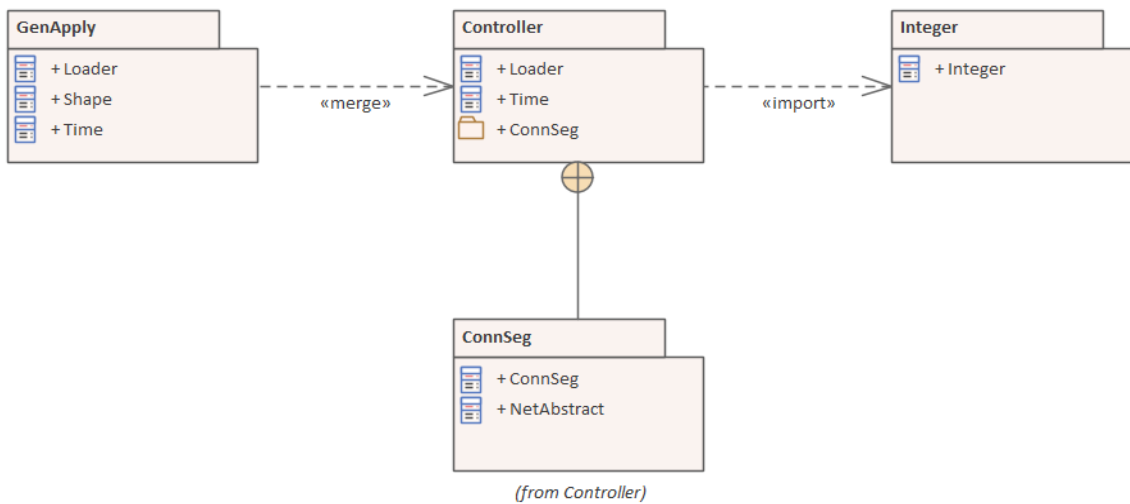 GenApply
+ Loader
+ Shape
+ Time
«merge»
Controller
+ Loader
+ Time
+ ConnSeg
«import»
Integer
+ Integer
ConnSeg
+ ConnSeg
+ NetAbstract
(from Controller)